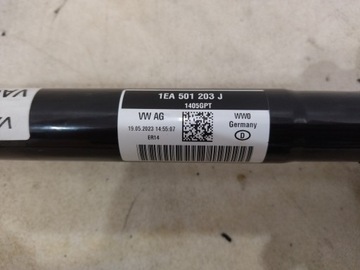 1EA 501 203 J
1405GPT
VW AG
WW0
19.05.2023 14:55:07
Germany
ER14
D